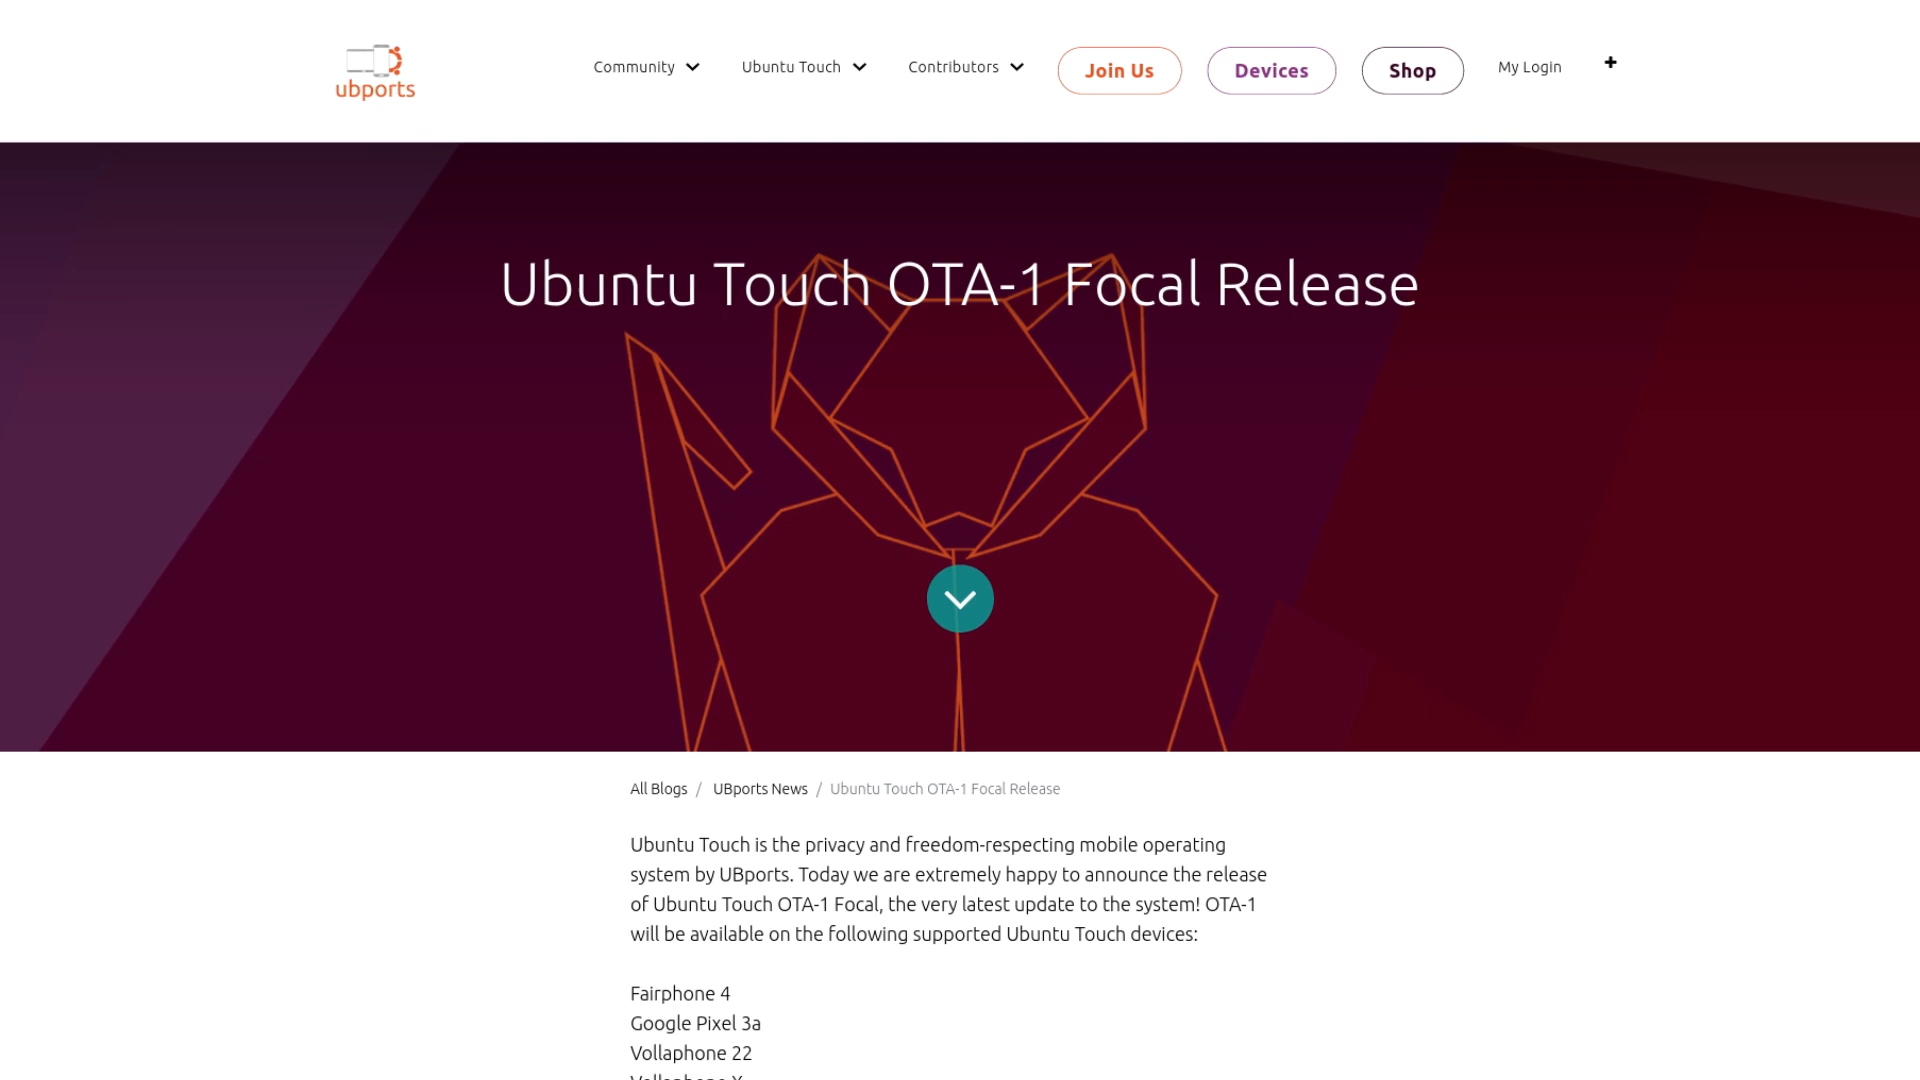 ubports
Community
Ubuntu Touch
Contributors
Join Us
Devices
Shop
My Login
Ubuntu Touch OTA-1 Focal Release
All Blogs / UBports News / Ubuntu Touch OTA-1 Focal Release
Ubuntu Touch is the privacy and freedom-respecting mobile operating
system by UBports. Today we are extremely happy to announce the release
of Ubuntu Touch OTA-1 Focal, the very latest update to the system! OTA-1
will be available on the following supported Ubuntu Touch devices:
Fairphone 4
Google Pixel 3a
Vollaphone 22